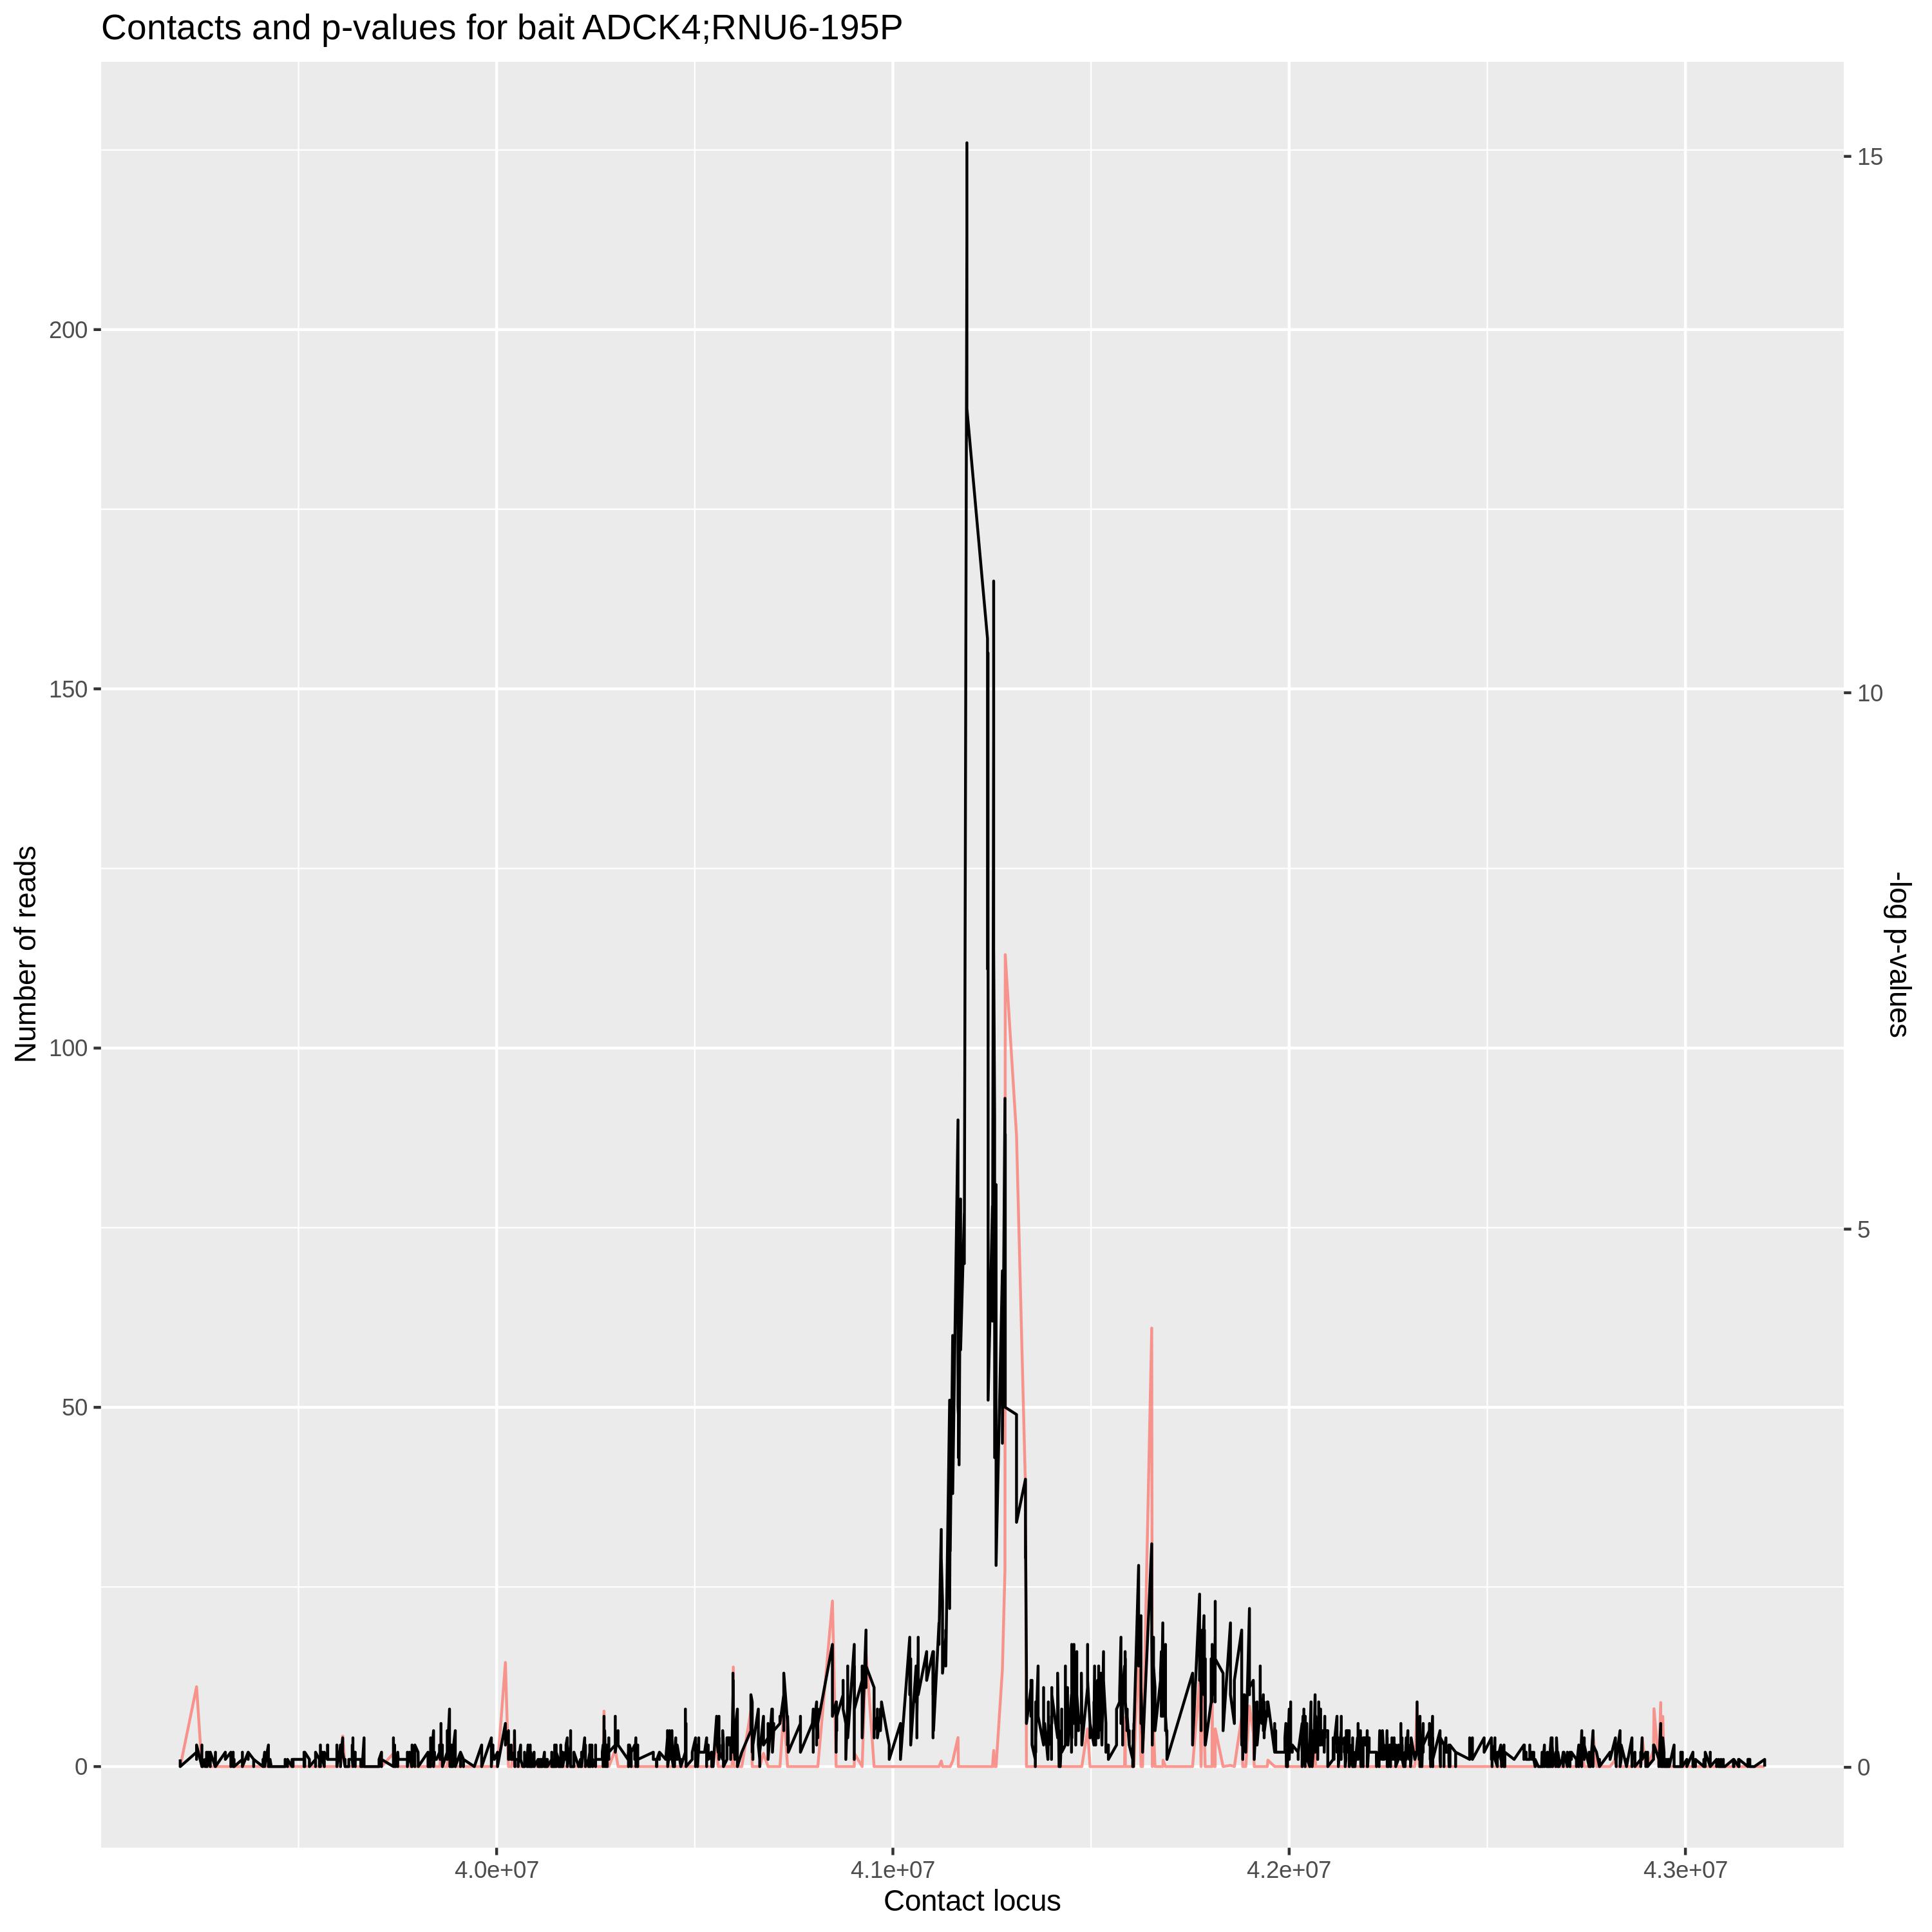 Contacts and p-values for bait ADCK4;RNU6-195P
Number of reads
200
150
100
50
0
15
10
5
0
-log p-values
4.0e+07
4.1e+07
4.2e+07
4.3e+07
Contact locus